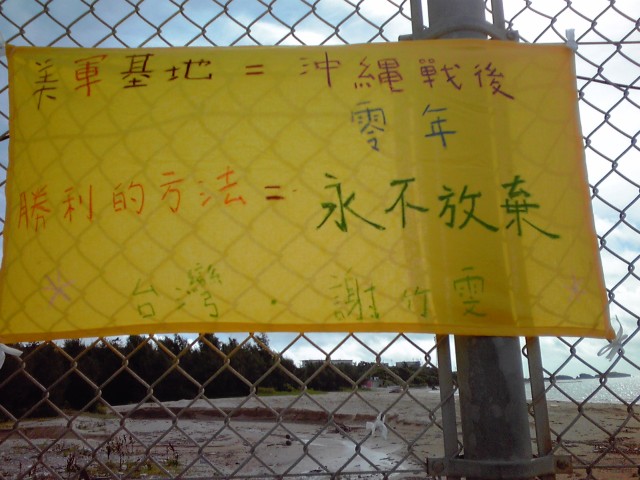 美軍基地 = 沖縄戰後
零年
勝利的方法 = 永不放棄
台灣 · 謝竹雯